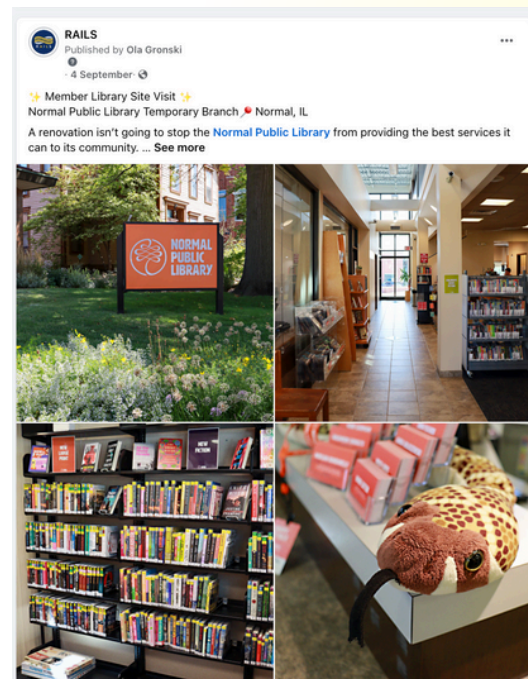 RAILS
Published by Ola Gronski
· 4 September ·
✨ Member Library Site Visit ✨
Normal Public Library Temporary Branch 📍 Normal, IL
A renovation isn't going to stop the Normal Public Library from providing the best services it
can to its community. ... See more
NORMAL
PUBLIC
LIBRARY
NEW
FICTION